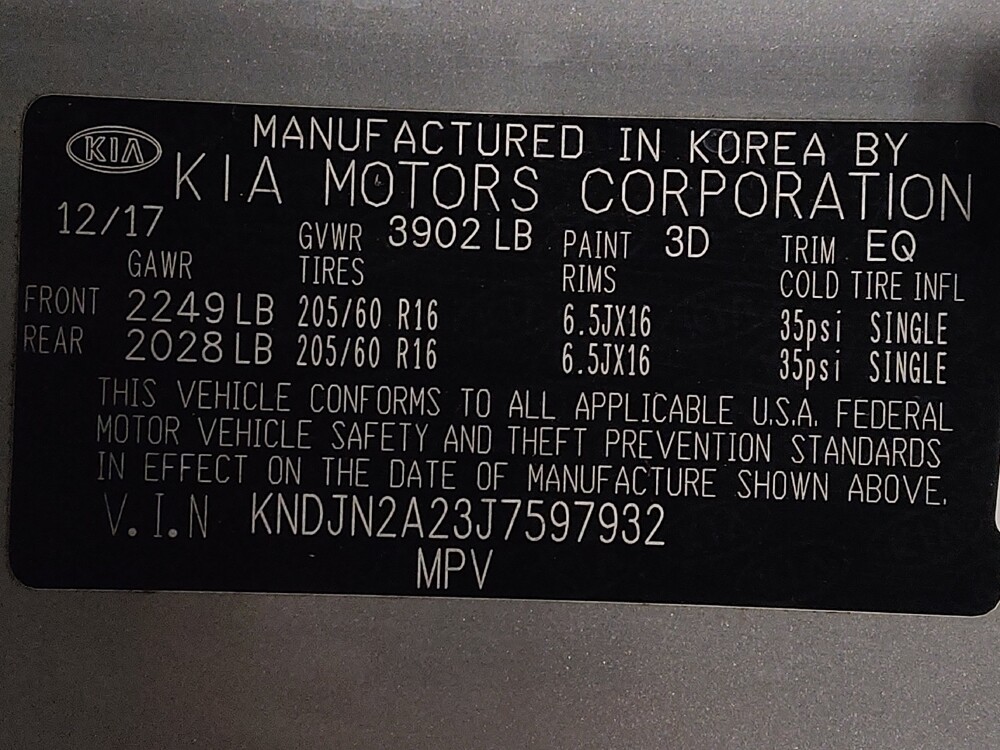 KIA MANUFACTURED IN KOREA BY
KIA MOTORS CORPORATION
12/17 GVWR 3902 LB PAINT 3D TRIM EQ
GAWR TIRES RIMS COLD TIRE INFL
FRONT 2249 LB 205/60 R16 6.5JX16 35psi SINGLE
REAR 2028 LB 205/60 R16 6.5JX16 35psi SINGLE
THIS VEHICLE CONFORMS TO ALL APPLICABLE U.S.A. FEDERAL
MOTOR VEHICLE SAFETY AND THEFT PREVENTION STANDARDS
IN EFFECT ON THE DATE OF MANUFACTURE SHOWN ABOVE.
V.I.N KNDJN2A23J7597932
MPV